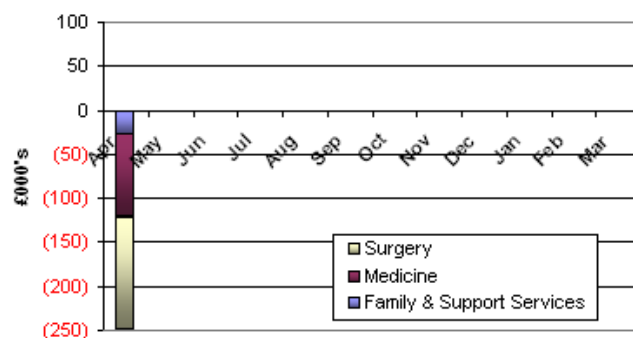 100
50
0
(50)
(100)
(150)
(200)
(250)
£000's
Apr May Jun Jul Aug Sep Oct Nov Dec Jan Feb Mar
Surgery
Medicine
Family & Support Services